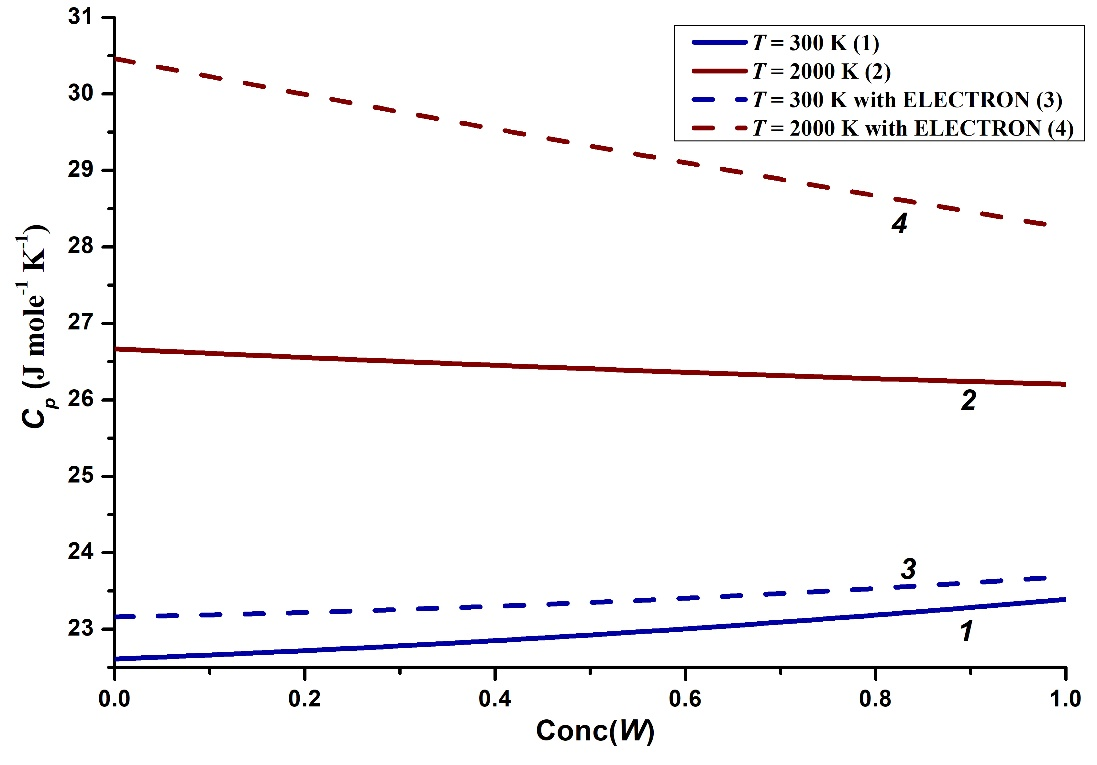 T = 300 K (1)
T = 2000 K (2)
T = 300 K with ELECTRON (3)
T = 2000 K with ELECTRON (4)
31
30
29
28
27
26
25
24
23
C_p (J mole⁻¹ K⁻¹)
4
2
3
1
0.0 0.2 0.4 0.6 0.8 1.0
Conc(W)